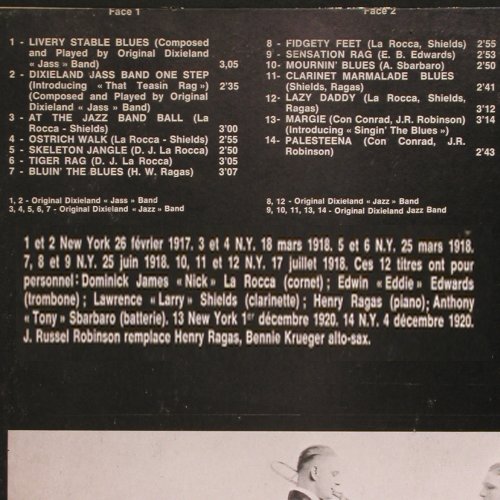 Face 1
1 - LIVERY STABLE BLUES (Composed
and Played by Original Dixieland
« Jass » Band) 3,05
2 - DIXIELAND JASS BAND ONE STEP
(Introducing « That Teasin Rag ») 2'35
(Composed and Played by Original
Dixieland « Jass » Band)
3 - AT THE JAZZ BAND BALL (La
Rocca - Shields) 3'00
4 - OSTRICH WALK (La Rocca - Shields) 2'55
5 - SKELETON JANGLE (D. J. La Rocca) 2'50
6 - TIGER RAG (D. J. La Rocca) 3'05
7 - BLUIN' THE BLUES (H. W. Ragas) 3'07
1, 2 - Original Dixieland « Jass » Band
3, 4, 5, 6, 7 - Original Dixieland « Jazz » Band
Face 2
8 - FIDGETY FEET (La Rocca, Shields) 2'55
9 - SENSATION RAG (E. B. Edwards) 2'53
10- MOURNIN' BLUES (A. Sbarbaro) 2'50
11- CLARINET MARMALADE BLUES
(Shields, Ragas) 2'41
12- LAZY DADDY (La Rocca, Shields,
Ragas) 3'12
13- MARGIE (Con Conrad, J.R. Robinson) 3'14
(Introducing « Singin' The Blues »)
14- PALESTEENA (Con Conrad, J.R.
Robinson) 2'43
8, 12 - Original Dixieland « Jass » Band
9, 10, 11, 13, 14 - Original Dixieland Jazz Band
1 et 2 New York 26 février 1917. 3 et 4 N.Y. 18 mars 1918. 5 et 6 N.Y. 25 mars 1918.
7, 8 et 9 N.Y. 25 juin 1918. 10, 11 et 12 N.Y. 17 juillet 1918. Ces 12 titres ont pour
personnel: Dominick James «Nick» La Rocca (cornet) ; Edwin «Eddie» Edwards
(trombone) ; Lawrence «Larry» Shields (clarinette) ; Henry Ragas (piano); Anthony
«Tony» Sbarbaro (batterie). 13 New York 1er décembre 1920. 14 N.Y. 4 décembre 1920.
J. Russel Robinson remplace Henry Ragas, Bennie Krueger alto-sax.